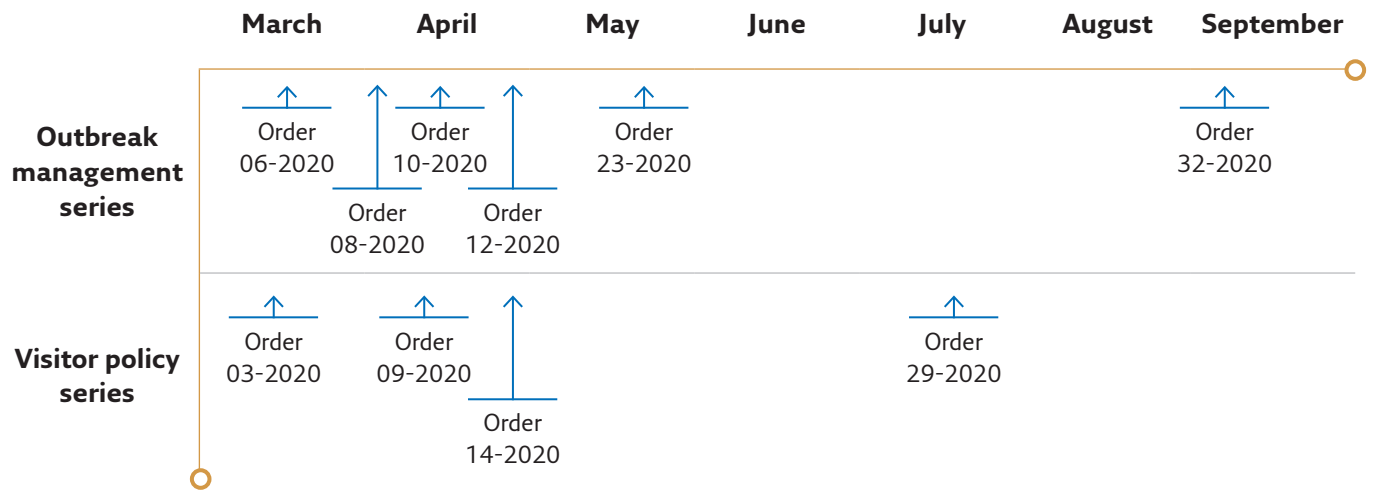 March April May June July August September
Outbreak
management
series
Order
06-2020
Order
08-2020
Order
10-2020
Order
12-2020
Order
23-2020
Order
32-2020
Visitor policy
series
Order
03-2020
Order
09-2020
Order
14-2020
Order
29-2020